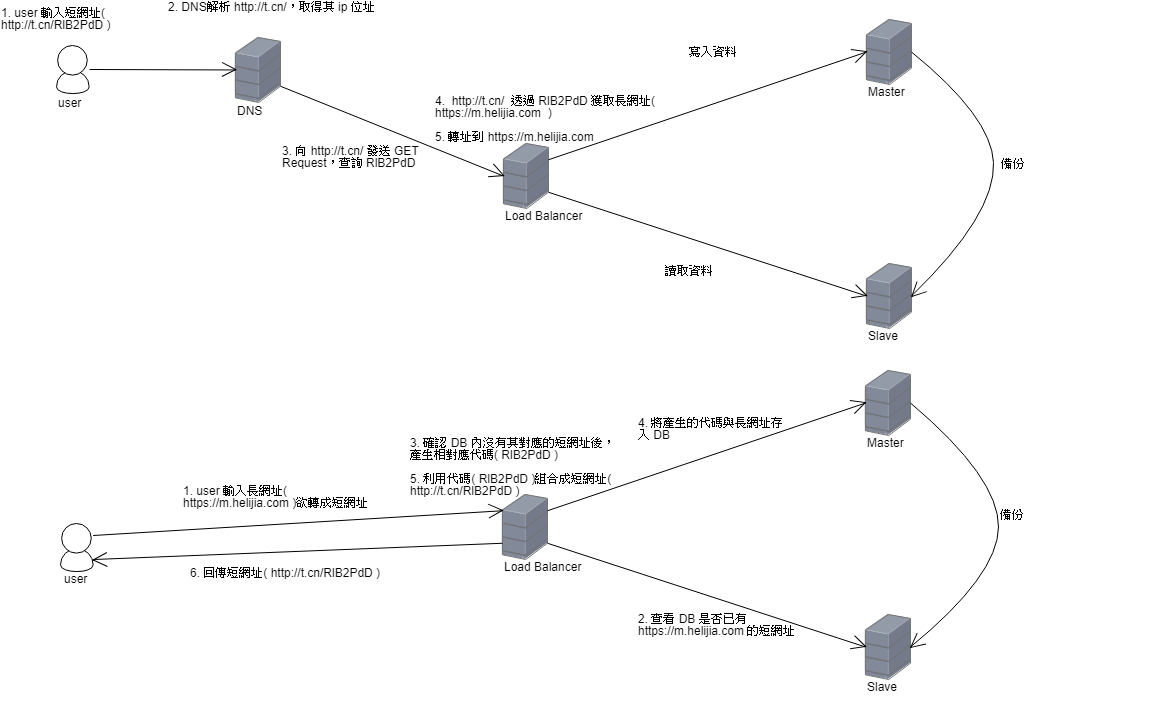 1. user 輸入短網址(
http://t.cn/RIB2PdD )
2. DNS解析 http://t.cn/，取得其 ip 位址
user
DNS
3. 向 http://t.cn/ 發送 GET
Request，查詢 RIB2PdD
4.  http://t.cn/  透過 RIB2PdD 獲取長網址(
https://m.helijia.com  )
5. 轉址到 https://m.helijia.com
Load Balancer
寫入資料
Master
備份
讀取資料
Slave
1. user 輸入長網址(
https://m.helijia.com )欲轉成短網址
user
6. 回傳短網址( http://t.cn/RIB2PdD )
3. 確認 DB 內沒有其對應的短網址後，
產生相對應代碼( RIB2PdD )
5. 利用代碼( RIB2PdD )組合成短網址(
http://t.cn/RIB2PdD )
Load Balancer
4. 將產生的代碼與長網址存
入 DB
Master
備份
2. 查看 DB 是否已有
https://m.helijia.com 的短網址
Slave